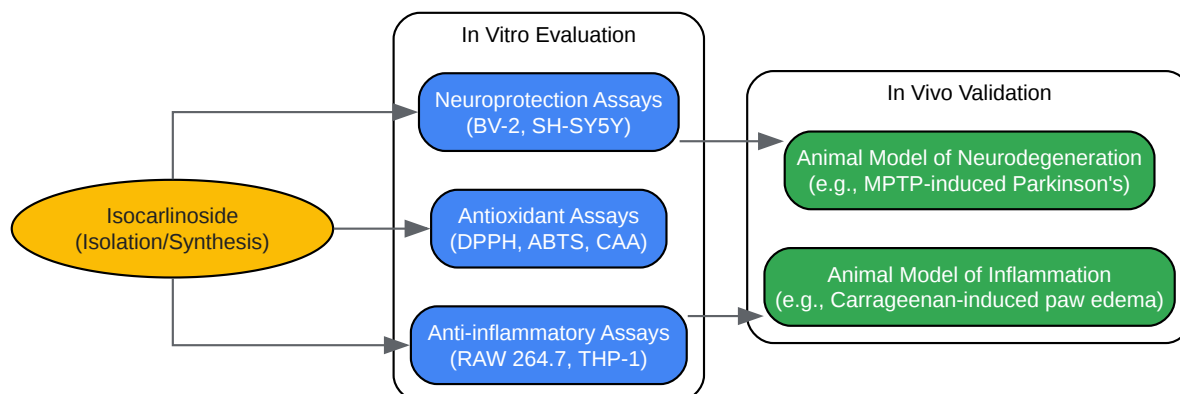 Isocarlinoside
(Isolation/Synthesis)
In Vitro Evaluation
Neuroprotection Assays
(BV-2, SH-SY5Y)
Antioxidant Assays
(DPPH, ABTS, CAA)
Anti-inflammatory Assays
(RAW 264.7, THP-1)
In Vivo Validation
Animal Model of Neurodegeneration
(e.g., MPTP-induced Parkinson's)
Animal Model of Inflammation
(e.g., Carrageenan-induced paw edema)